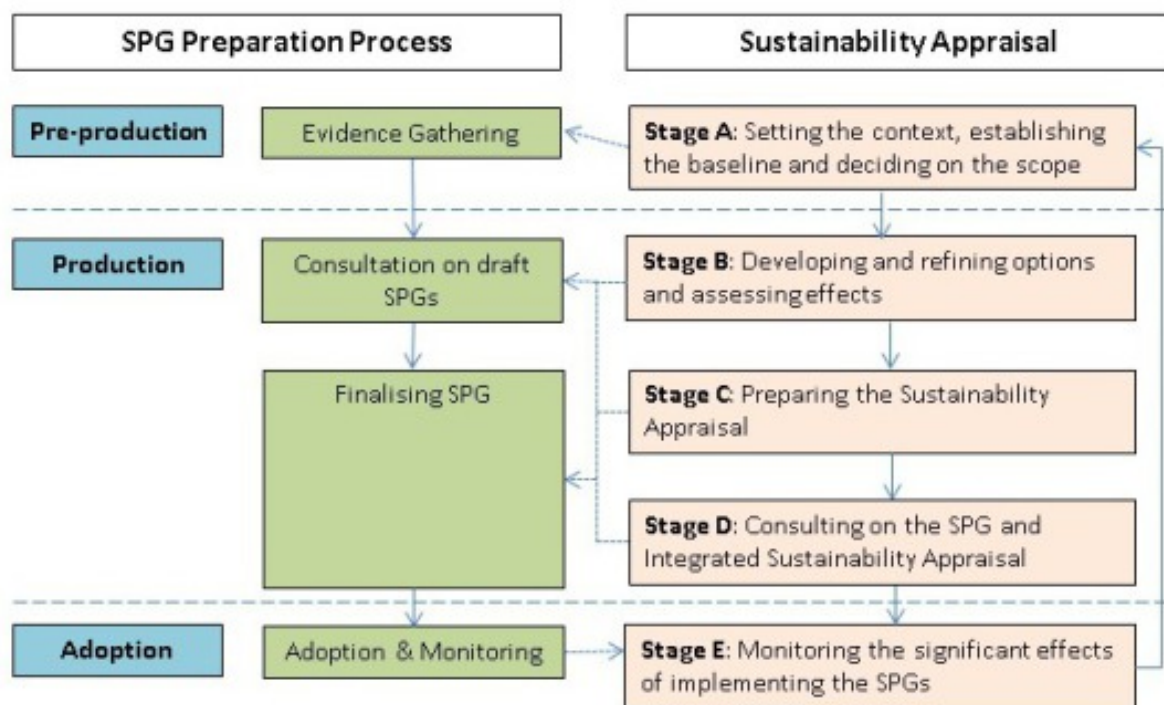 SPG Preparation Process
Sustainability Appraisal
Pre-production
Evidence Gathering
Stage A: Setting the context, establishing
the baseline and deciding on the scope
Production
Consultation on draft
SPGs
Stage B: Developing and refining options
and assessing effects
Finalising SPG
Stage C: Preparing the Sustainability
Appraisal
Stage D: Consulting on the SPG and
Integrated Sustainability Appraisal
Adoption
Adoption & Monitoring
Stage E: Monitoring the significant effects
of implementing the SPGs